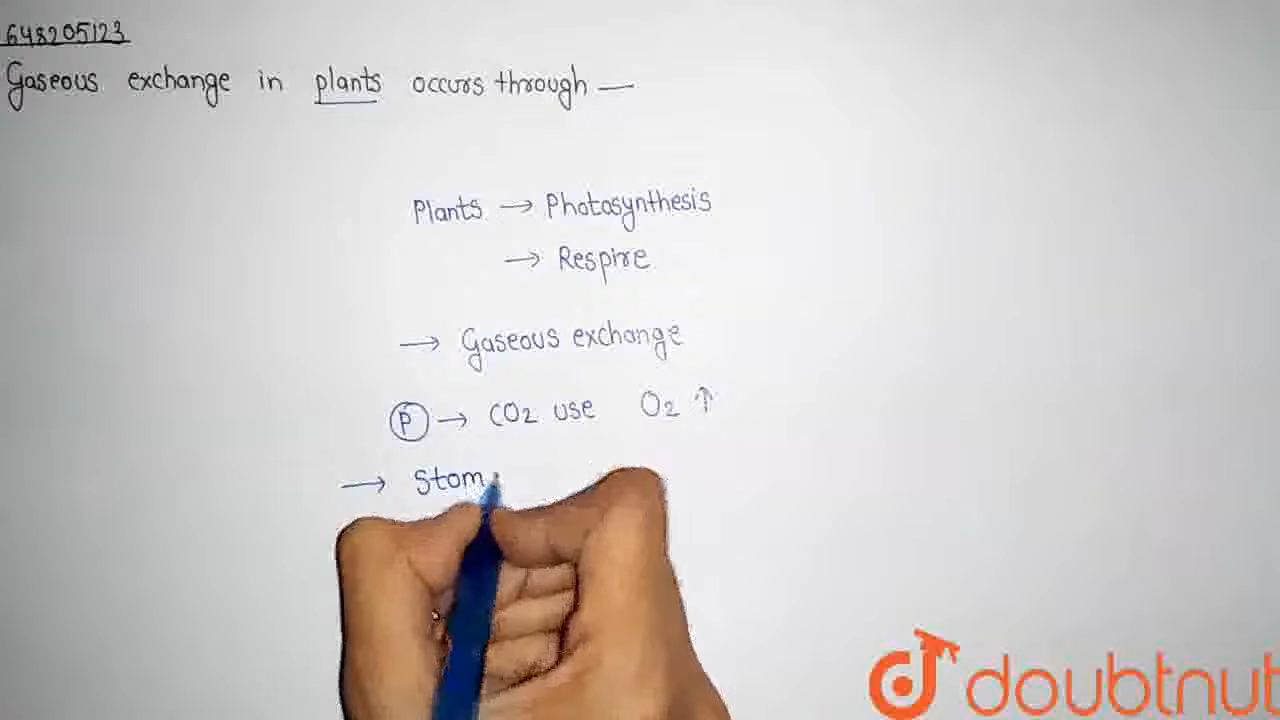 648205123
Gaseous exchange in plants occurs through —
Plants → Photosynthesis
→ Respire
→ Gaseous exchange
P → CO2 use O2 ↑
→ Stom
doubtnut